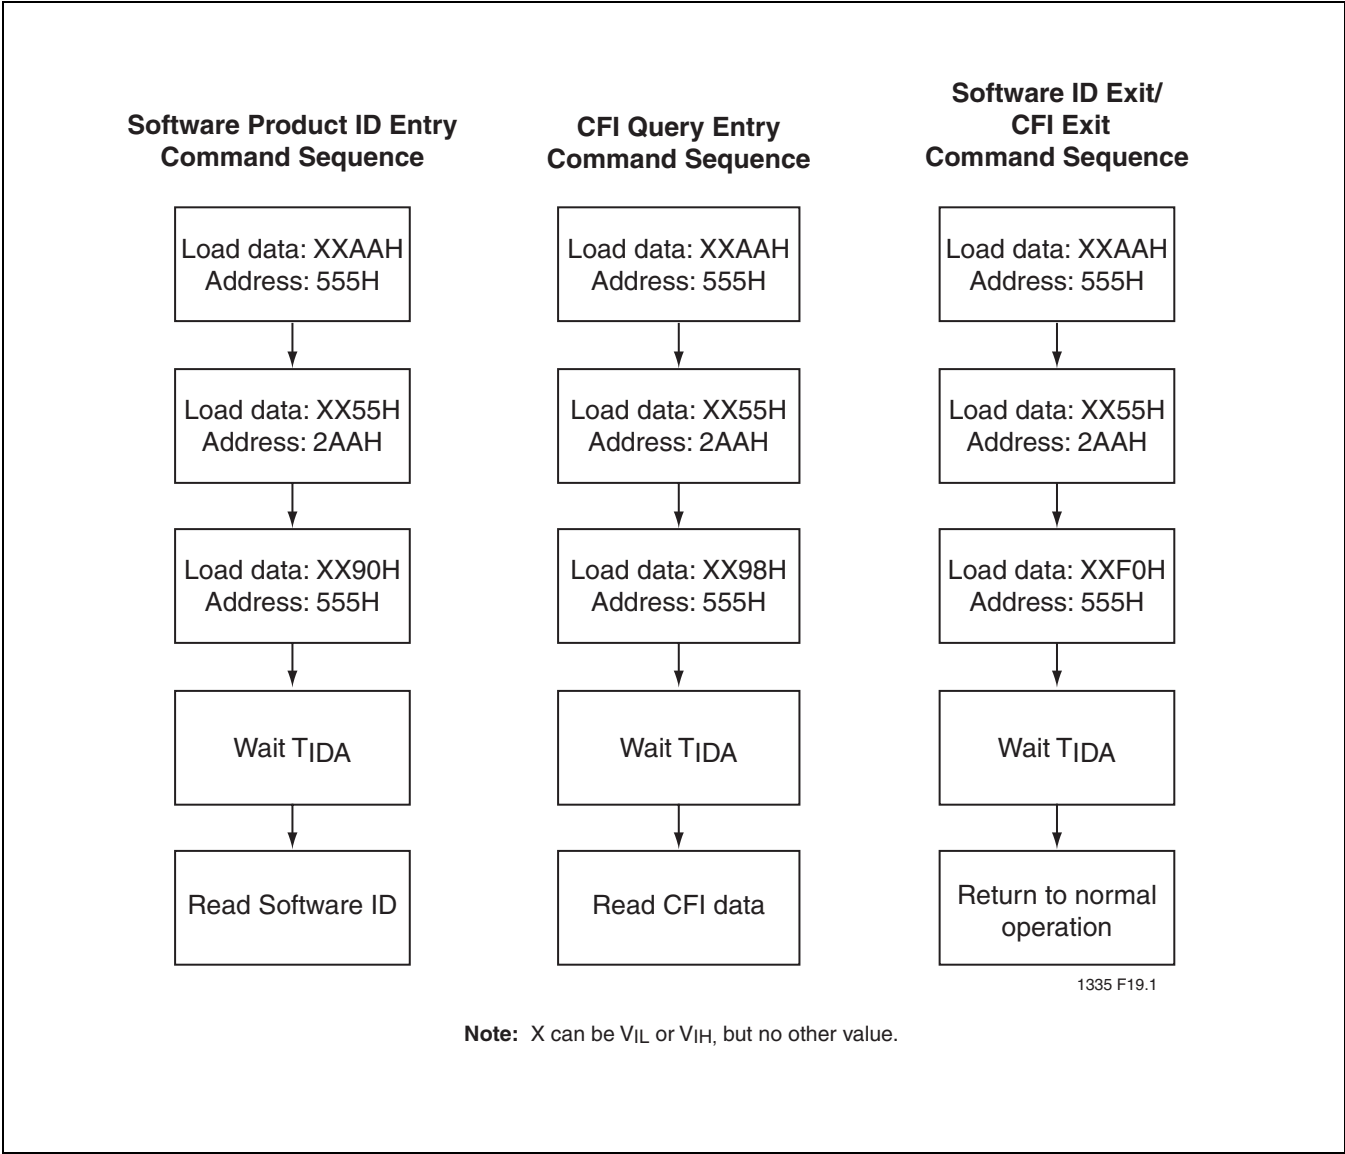 Software Product ID Entry
Command Sequence
Load data: XXAAH
Address: 555H
Load data: XX55H
Address: 2AAH
Load data: XX90H
Address: 555H
Wait TIDA
Read Software ID
CFI Query Entry
Command Sequence
Load data: XXAAH
Address: 555H
Load data: XX55H
Address: 2AAH
Load data: XX98H
Address: 555H
Wait TIDA
Read CFI data
Software ID Exit/
CFI Exit
Command Sequence
Load data: XXAAH
Address: 555H
Load data: XX55H
Address: 2AAH
Load data: XXF0H
Address: 555H
Wait TIDA
Return to normal
operation
1335 F19.1
Note: X can be VIL or VIH, but no other value.